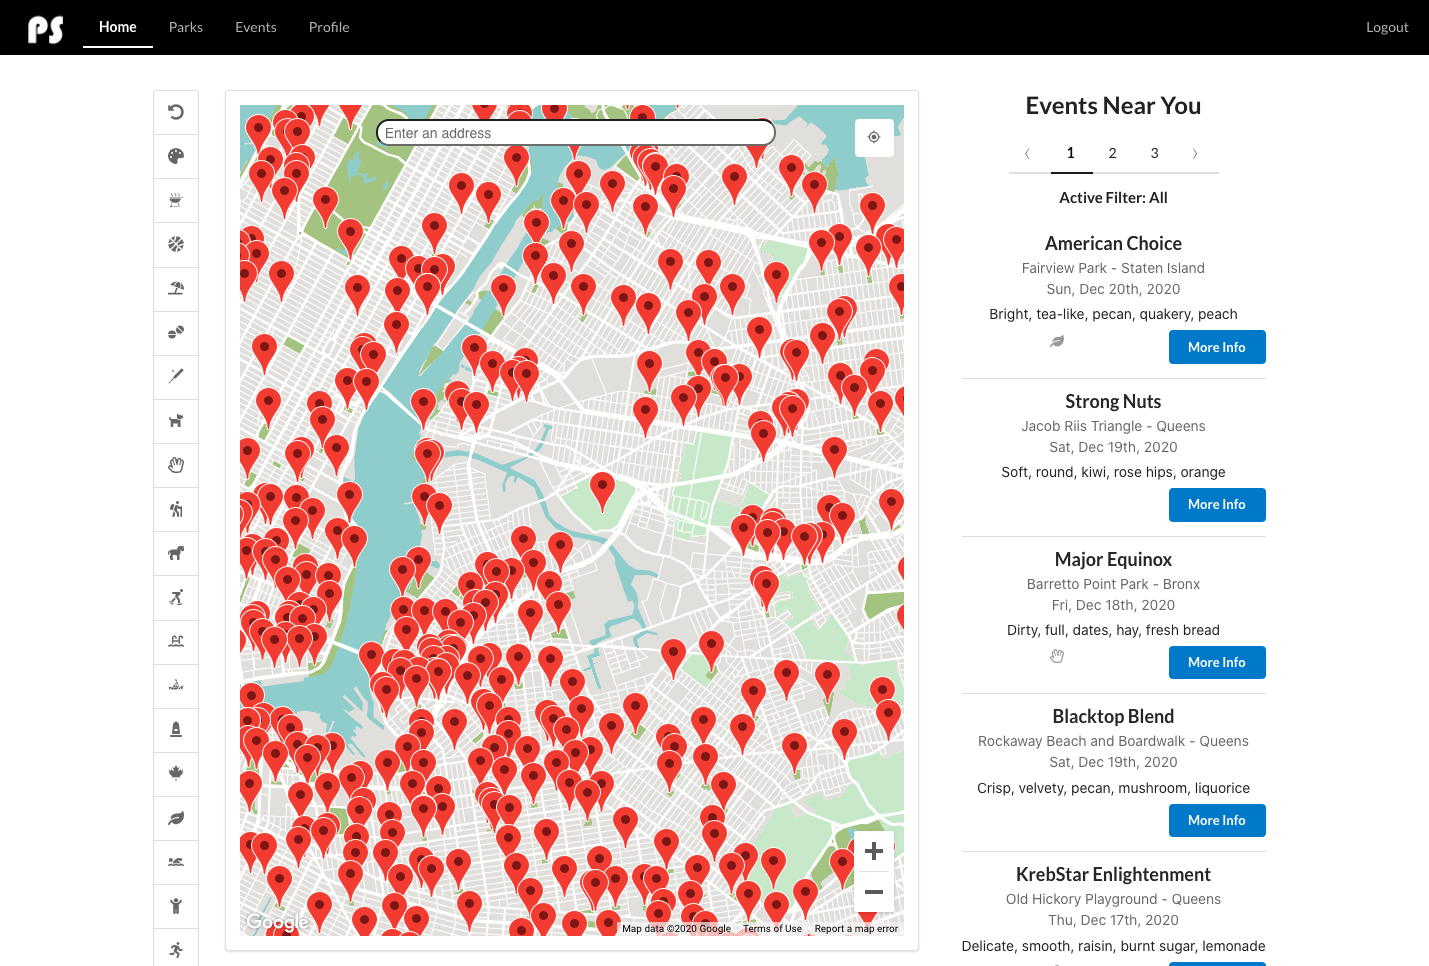 PS
Home
Parks
Events
Profile
Logout
Enter an address
Google
Map data ©2020 Google
Terms of Use
Report a map error
Events Near You
1
2
3
Active Filter: All
American Choice
Fairview Park - Staten Island
Sun, Dec 20th, 2020
Bright, tea-like, pecan, quakery, peach
More Info
Strong Nuts
Jacob Riis Triangle - Queens
Sat, Dec 19th, 2020
Soft, round, kiwi, rose hips, orange
More Info
Major Equinox
Barretto Point Park - Bronx
Fri, Dec 18th, 2020
Dirty, full, dates, hay, fresh bread
More Info
Blacktop Blend
Rockaway Beach and Boardwalk - Queens
Sat, Dec 19th, 2020
Crisp, velvety, pecan, mushroom, liquorice
More Info
KrebStar Enlightenment
Old Hickory Playground - Queens
Thu, Dec 17th, 2020
Delicate, smooth, raisin, burnt sugar, lemonade